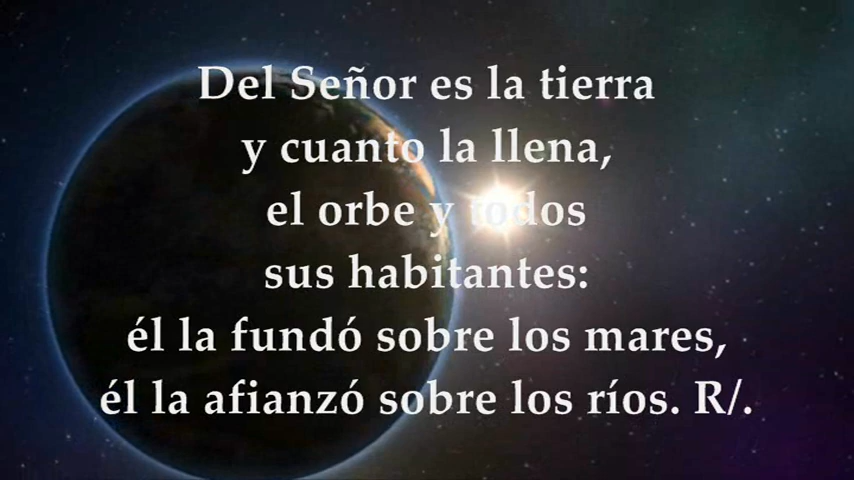 Del Señor es la tierra
y cuanto la llena,
el orbe y todos
sus habitantes:
él la fundó sobre los mares,
él la afianzó sobre los ríos. R/.